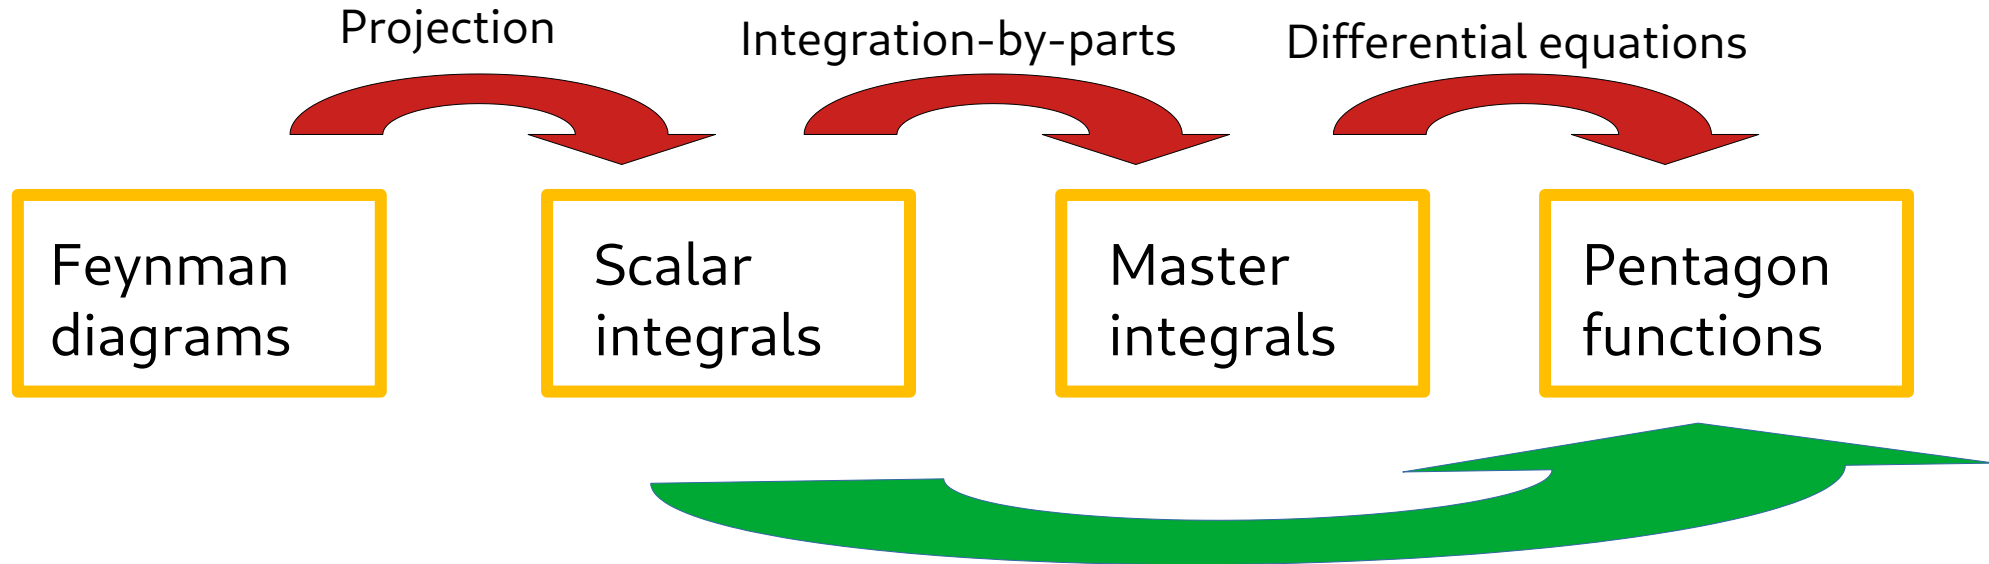 Projection
Integration-by-parts
Differential equations
Feynman
diagrams
Scalar
integrals
Master
integrals
Pentagon
functions